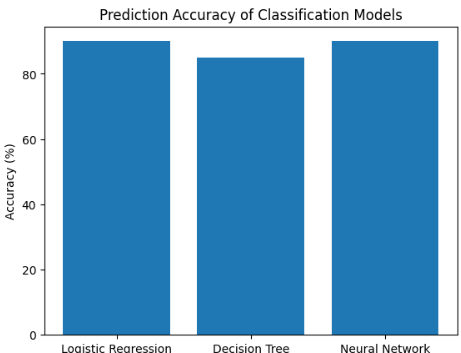 Prediction Accuracy of Classification Models
Accuracy (%)
80
60
40
20
0
Logistic Regression Decision Tree Neural Network